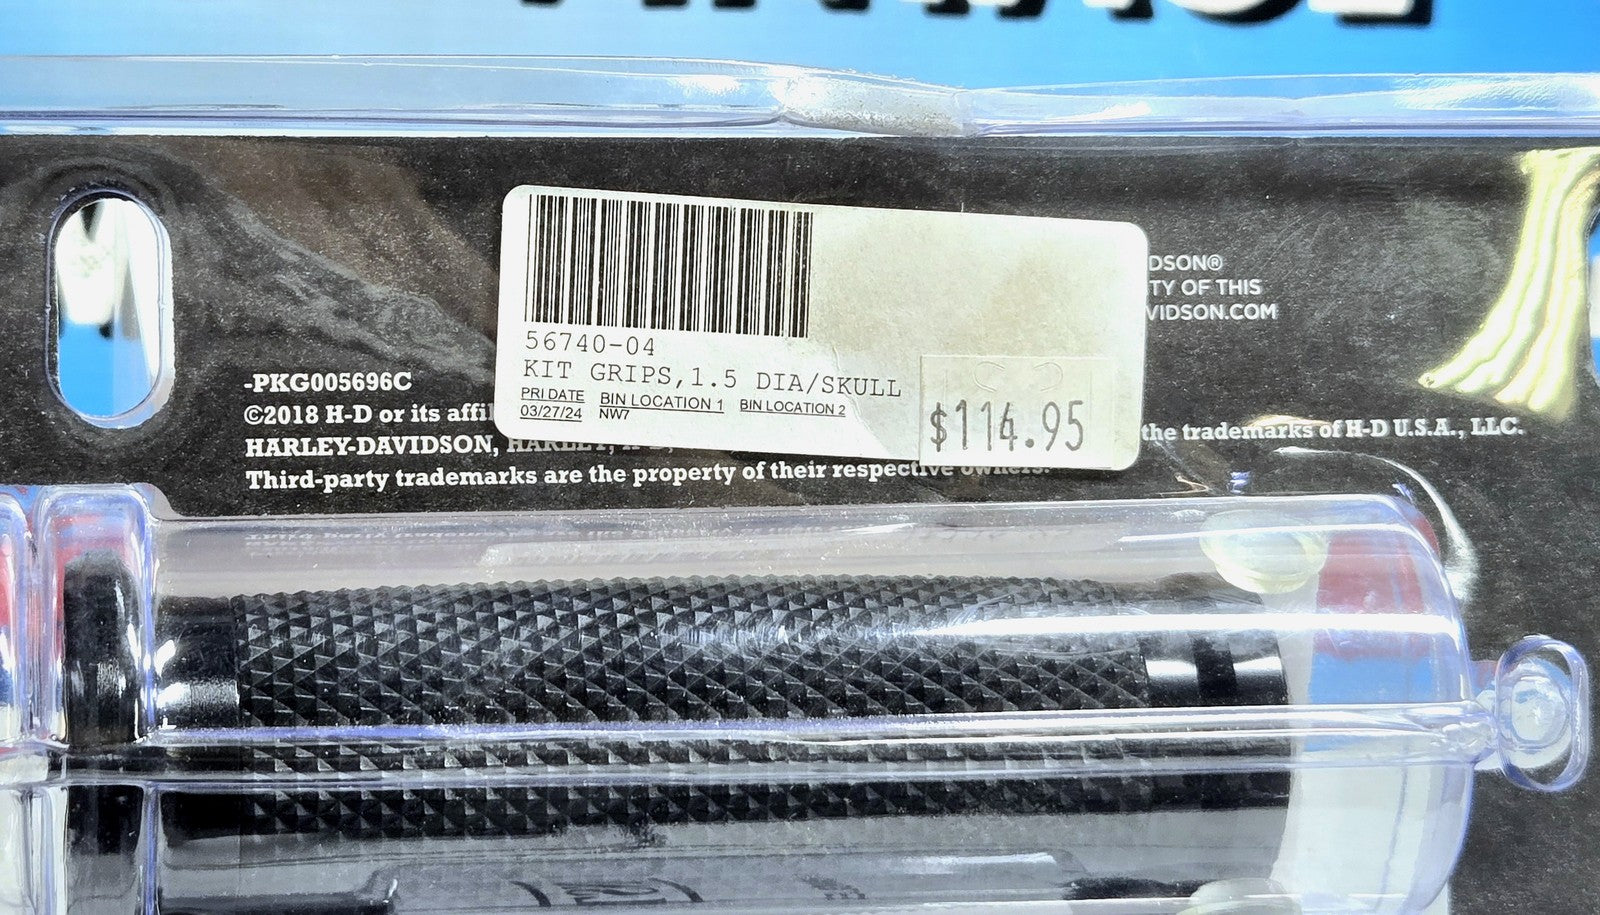 DSON®
TY OF THIS
VIDSON.COM
56740-04
KIT GRIPS,1.5 DIA/SKULL
PRI DATE BIN LOCATION 1 BIN LOCATION 2
03/27/24 NW7
$114.95
-PKG005696C
©2018 H-D or its affil
HARLEY-DAVIDSON, HARLEY, H-D, the trademarks of H-D U.S.A., LLC.
Third-party trademarks are the property of their respective owners.